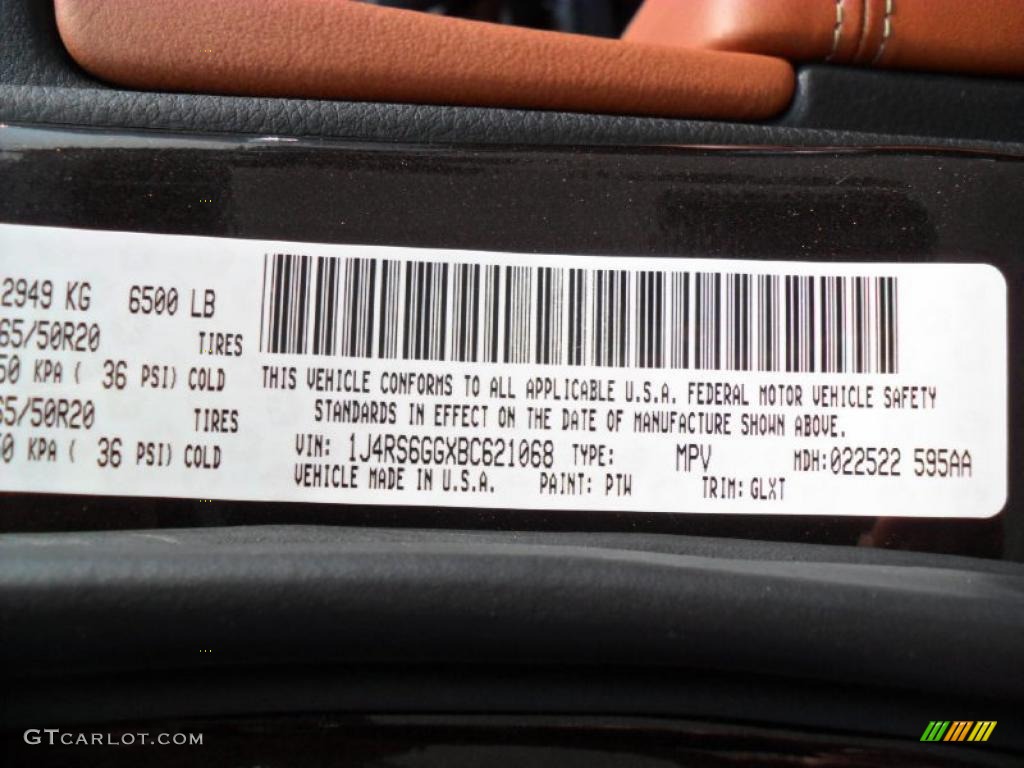 2949 KG 6500 LB
65/50R20 TIRES
50 KPA ( 36 PSI) COLD
65/50R20 TIRES
50 KPA ( 36 PSI) COLD
THIS VEHICLE CONFORMS TO ALL APPLICABLE U.S.A. FEDERAL MOTOR VEHICLE SAFETY
STANDARDS IN EFFECT ON THE DATE OF MANUFACTURE SHOWN ABOVE.
VIN: 1J4RS6GGXBC621068 TYPE: MPV MDH:022522 595AA
VEHICLE MADE IN U.S.A. PAINT: PTW TRIM: GLXT
GTCARLOT.COM